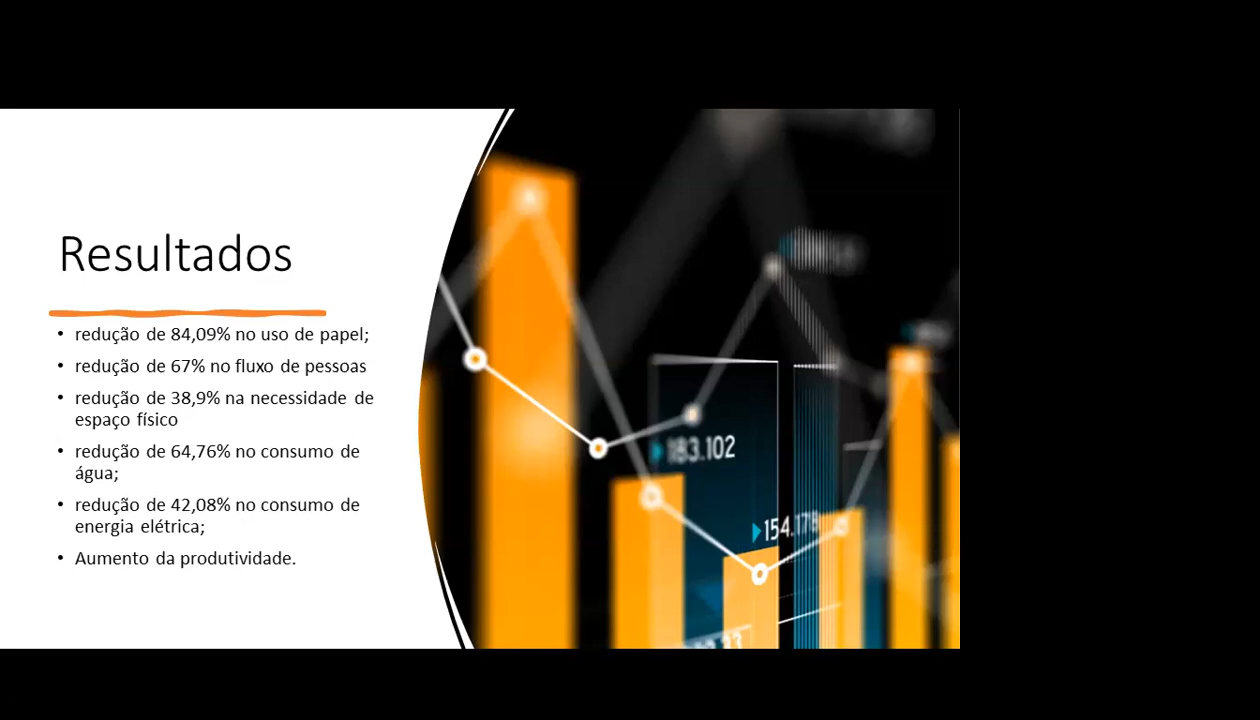 Resultados
• redução de 84,09% no uso de papel;
• redução de 67% no fluxo de pessoas
• redução de 38,9% na necessidade de
espaço físico
• redução de 64,76% no consumo de
água;
• redução de 42,08% no consumo de
energia elétrica;
• Aumento da produtividade.
183.102
154.178